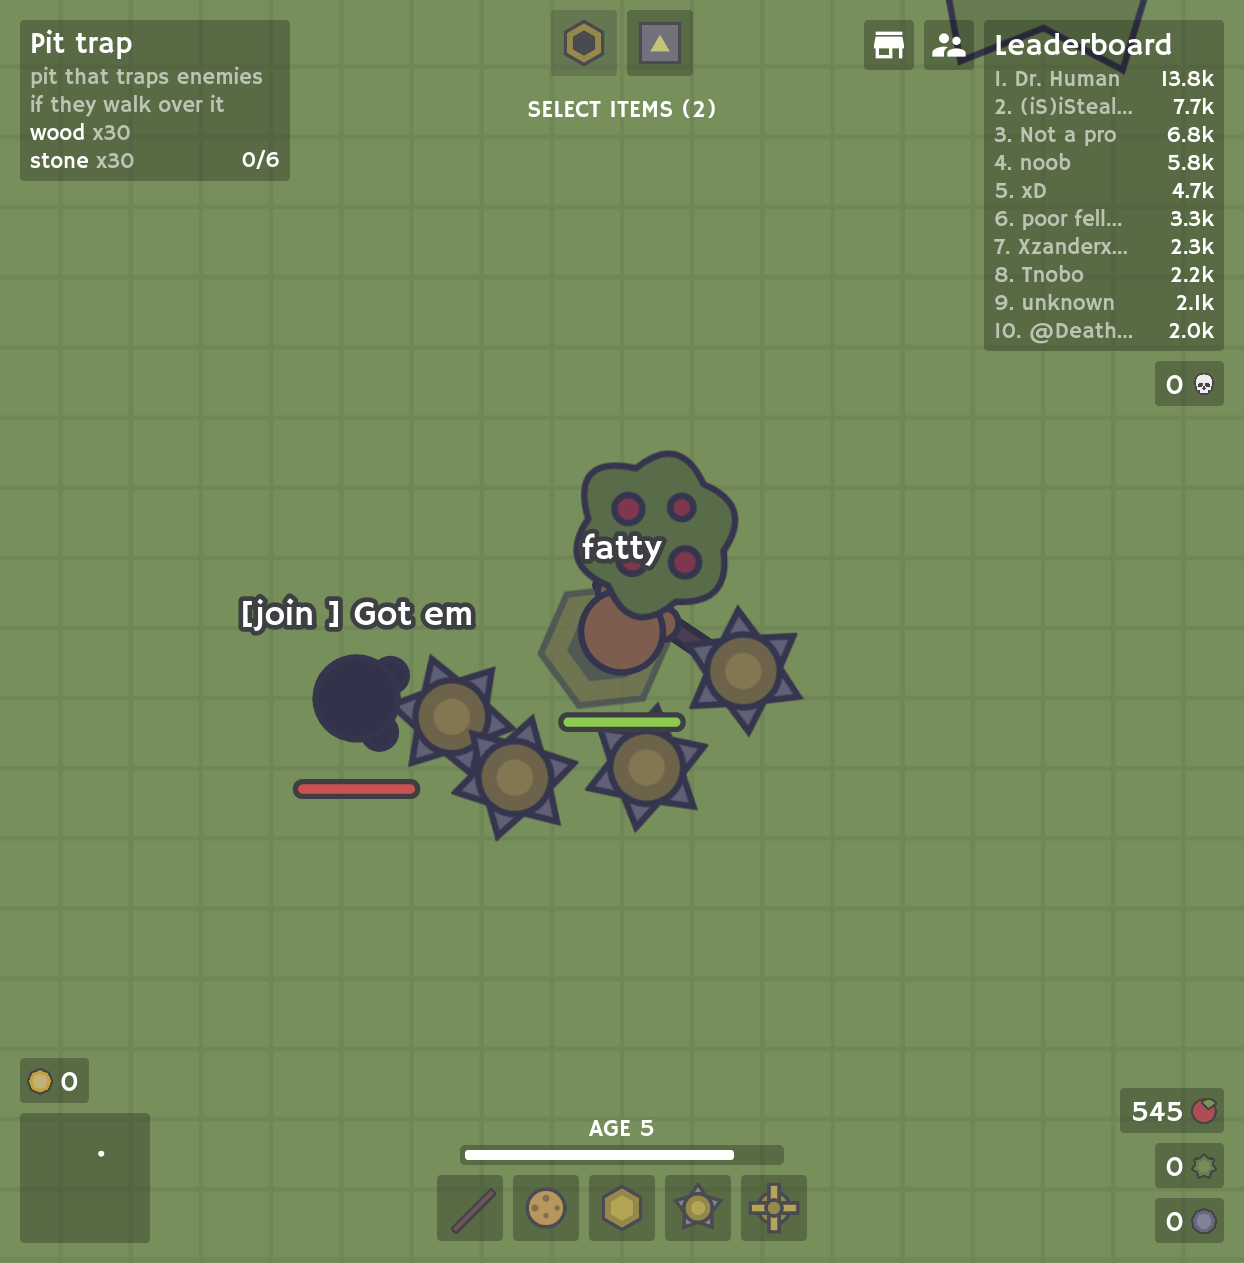 Pit trap
pit that traps enemies
if they walk over it
wood x30
stone x30 0/6
SELECT ITEMS (2)
Leaderboard
1. Dr. Human 13.8k
2. (iS)iSteal... 7.7k
3. Not a pro 6.8k
4. noob 5.8k
5. xD 4.7k
6. poor fell... 3.3k
7. Xzanderx... 2.3k
8. Tnobo 2.2k
9. unknown 2.1k
10. @Death... 2.0k
0
fatty
[join ] Got em
0
AGE 5
545
0
0